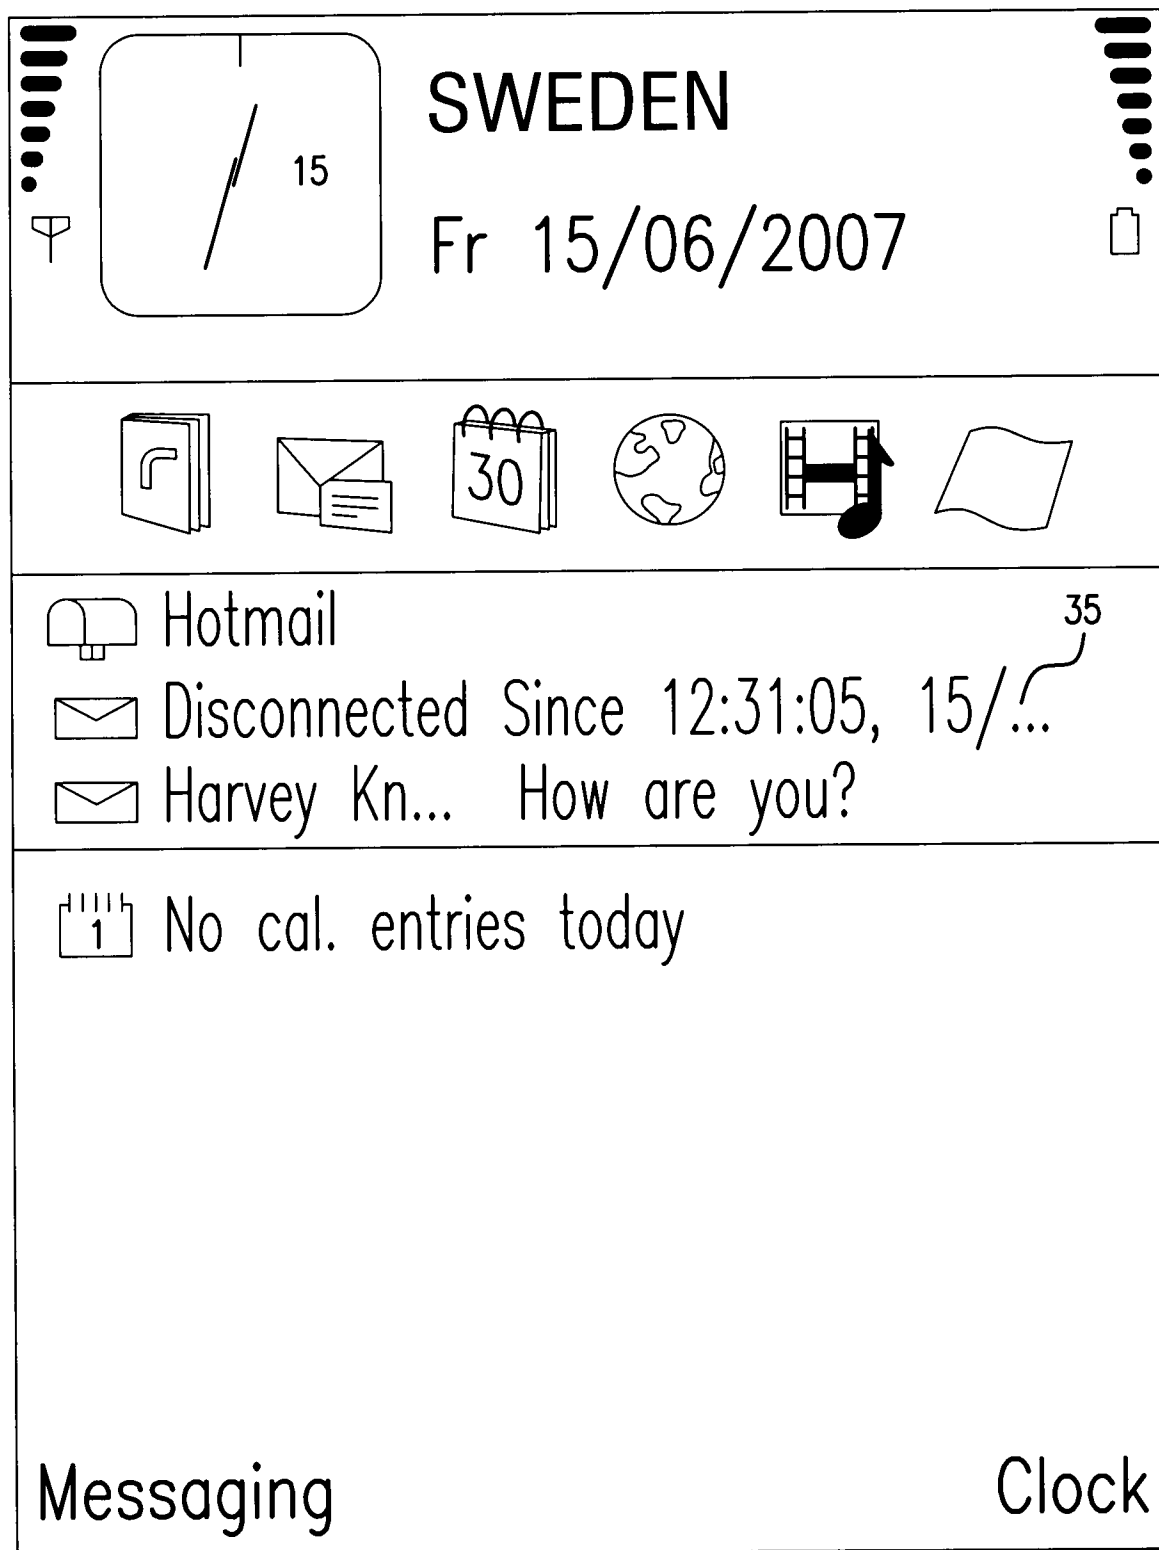 SWEDEN
15
Fr 15/06/2007
30
Hotmail
35
Disconnected Since 12:31:05, 15/...
Harvey Kn... How are you?
1 No cal. entries today
Messaging Clock